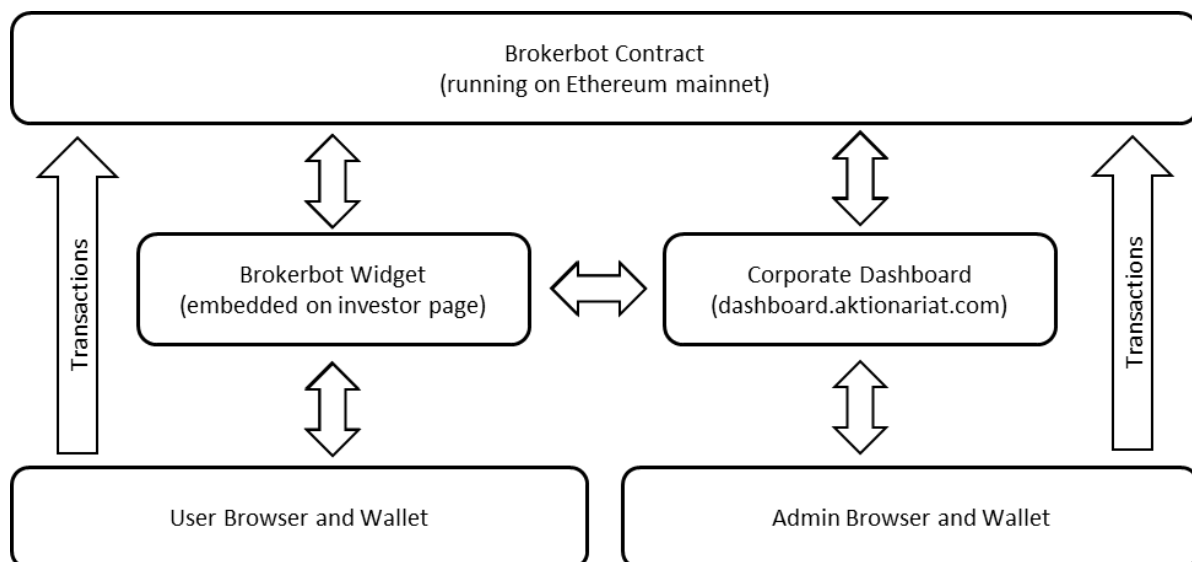 Brokerbot Contract
(running on Ethereum mainnet)
Transactions
Brokerbot Widget
(embedded on investor page)
Corporate Dashboard
(dashboard.aktionariat.com)
Transactions
User Browser and Wallet
Admin Browser and Wallet